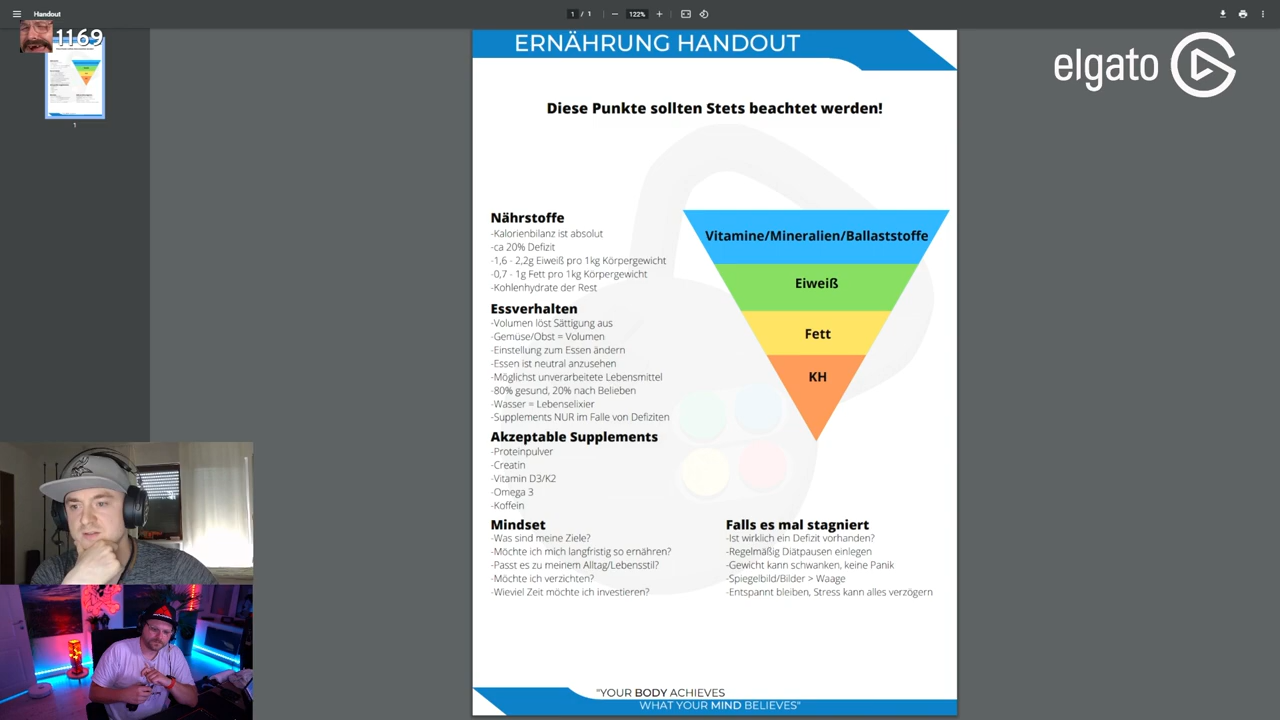 Handout
1 / 1
122%
1169
1
elgato
ERNÄHRUNG HANDOUT
Diese Punkte sollten Stets beachtet werden!
Nährstoffe
-Kalorienbilanz ist absolut
-ca 20% Defizit
-1,6 - 2,2g Eiweiß pro 1kg Körpergewicht
-0,7 - 1g Fett pro 1kg Körpergewicht
-Kohlenhydrate der Rest
Essverhalten
-Volumen löst Sättigung aus
-Gemüse/Obst = Volumen
-Einstellung zum Essen ändern
-Essen ist neutral anzusehen
-Möglichst unverarbeitete Lebensmittel
-80% gesund, 20% nach Belieben
-Wasser = Lebenselixier
-Supplements NUR im Falle von Defiziten
Akzeptable Supplements
-Proteinpulver
-Creatin
-Vitamin D3/K2
-Omega 3
-Koffein
Mindset
-Was sind meine Ziele?
-Möchte ich mich langfristig so ernähren?
-Passt es zu meinem Alltag/Lebensstil?
-Möchte ich verzichten?
-Wieviel Zeit möchte ich investieren?
Vitamine/Mineralien/Ballaststoffe
Eiweiß
Fett
KH
Falls es mal stagniert
-Ist wirklich ein Defizit vorhanden?
-Regelmäßig Diätpausen einlegen
-Gewicht kann schwanken, keine Panik
-Spiegelbild/Bilder > Waage
-Entspannt bleiben, Stress kann alles verzögern
"YOUR BODY ACHIEVES
WHAT YOUR MIND BELIEVES"